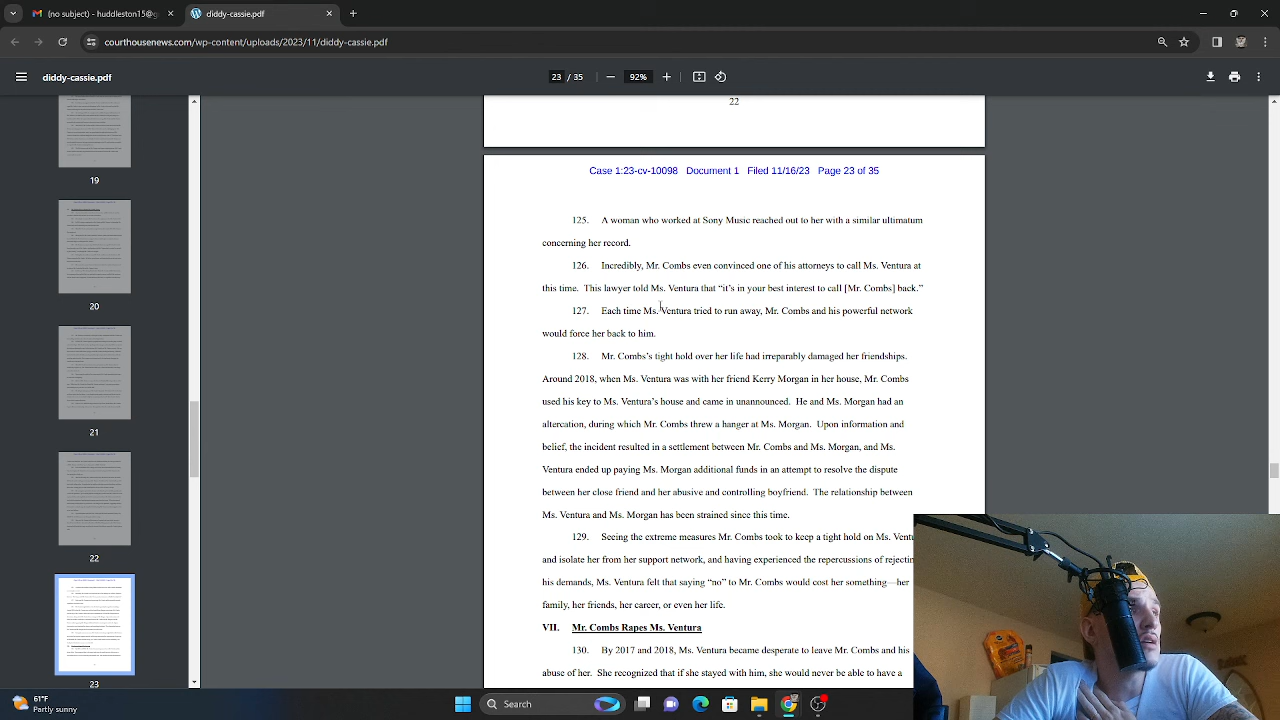 (no subject) - huddleston15@g
diddy-cassie.pdf
courthousenews.com/wp-content/uploads/2023/11/diddy-cassie.pdf
diddy-cassie.pdf
23 / 35
92%
19
20
21
22
23
22
Case 1:23-cv-10098 Document 1 Filed 11/16/23 Page 23 of 35
125. A woman who worked at Sony Music reached out to her with a similar ultimatum
concerning her record.
126. Incredibly, Mr. Combs even convinced one of his attorneys to call Ms. Ventura at
this time. This lawyer told Ms. Ventura that “it’s in your best interest to call [Mr. Combs] back.”
127. Each time Ms. Ventura tried to run away, Mr. Combs and his powerful network
would force her back to him.
128. Mr. Combs’s tight hold over her life had irreparably damaged her friendships.
Around 2018, when Ms. Ventura was with her friend Kerry Morgan in her house, Mr. Combs
used his key to Ms. Ventura’s house and came in unannounced. He and Ms. Morgan had an
altercation, during which Mr. Combs threw a hanger at Ms. Morgan. Upon information and
belief, the incident resulted in a settlement between Mr. Combs and Ms. Morgan, and Ms.
Ventura ended up paying Ms. Morgan additional funds in an attempt to resolve the dispute
between her close friend and her abusive and controlling boyfriend. The relationship between
Ms. Ventura and Ms. Morgan has been strained since this time.
129. Seeing the extreme measures Mr. Combs took to keep a tight hold on Ms. Ventu
to isolate her from her support network, and having experienced the repercussions of rejectin
Combs, Ms. Ventura felt that saying “no” to Mr. Combs would cost her something—her
family, her friends, her career, or even her life.
VII. Mr. Combs Rapes Ms. Ventura
130. By 2017 and 2018, Ms. Ventura became determined to leave Mr. Combs and his
abuse of her. She recognized that if she stayed with him, she would never be able to have a
61°F
Partly sunny
Search